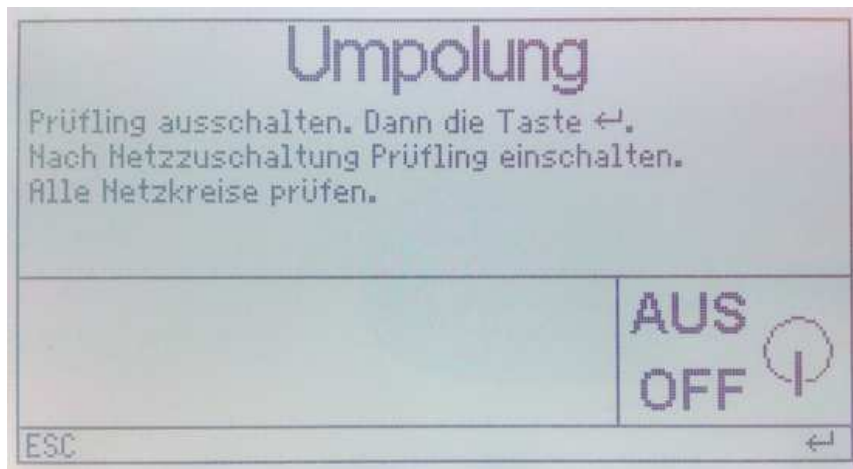 Umpolung
Prüfling ausschalten. Dann die Taste ↵.
Nach Netzzuschaltung Prüfling einschalten.
Alle Netzkreise prüfen.
AUS
OFF
ESC ↵